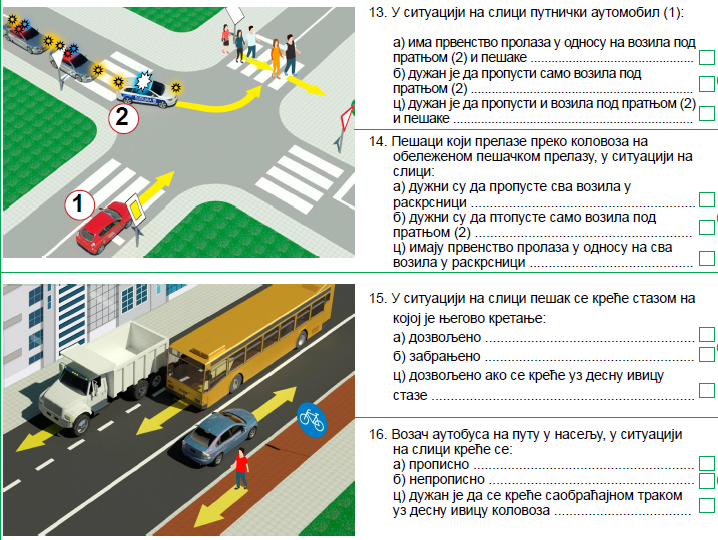 2
1
13. У ситуацији на слици путнички аутомобил (1):
а) има првенство пролаза у односу на возила под
пратњом (2) и пешаке
б) дужан је да пропусти само возила под
пратњом (2)
ц) дужан је да пропусти и возила под пратњом (2)
и пешаке
14. Пешаци који прелазе преко коловоза на
обележеном пешачком прелазу, у ситуацији на
слици:
а) дужни су да пропусте сва возила у
раскрсници
б) дужни су да птопусте само возила под
пратњом (2)
ц) имају првенство пролаза у односу на сва
возила у раскрсници
15. У ситуацији на слици пешак се креће стазом на
којој је његово кретање:
а) дозвољено
б) забрањено
ц) дозвољено ако се креће уз десну ивицу
стазе
16. Возач аутобуса на путу у насељу, у ситуацији
на слици креће се:
а) прописно
б) непрописно
ц) дужан је да се креће саобраћајном траком
уз десну ивицу коловоза